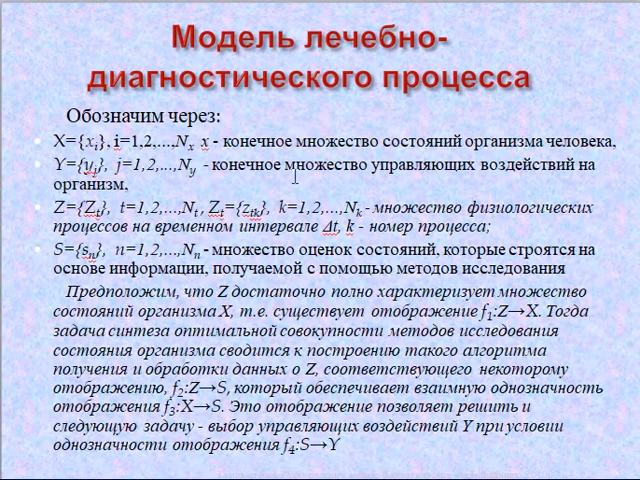 Модель лечебно-
диагностического процесса
Обозначим через:
X={xi}, i=1,2,...,Nx x - конечное множество состояний организма человека,
Y={yj}, j=1,2,...,Ny - конечное множество управляющих воздействий на
организм,
Z={Zt}, t=1,2,...,Nt , Zt={ztk}, k=1,2,...,Nk - множество физиологических
процессов на временном интервале Δt, k - номер процесса;
S={sn}, n=1,2,...,Nn - множество оценок состояний, которые строятся на
основе информации, получаемой с помощью методов исследования
Предположим, что Z достаточно полно характеризует множество
состояний организма X, т.е. существует отображение f1:Z→X. Тогда
задача синтеза оптимальной совокупности методов исследования
состояния организма сводится к построению такого алгоритма
получения и обработки данных о Z, соответствующего некоторому
отображению, f2:Z→S, который обеспечивает взаимную однозначность
отображения f3:X→S. Это отображение позволяет решить и
следующую задачу - выбор управляющих воздействий Y при условии
однозначности отображения f4:S→Y